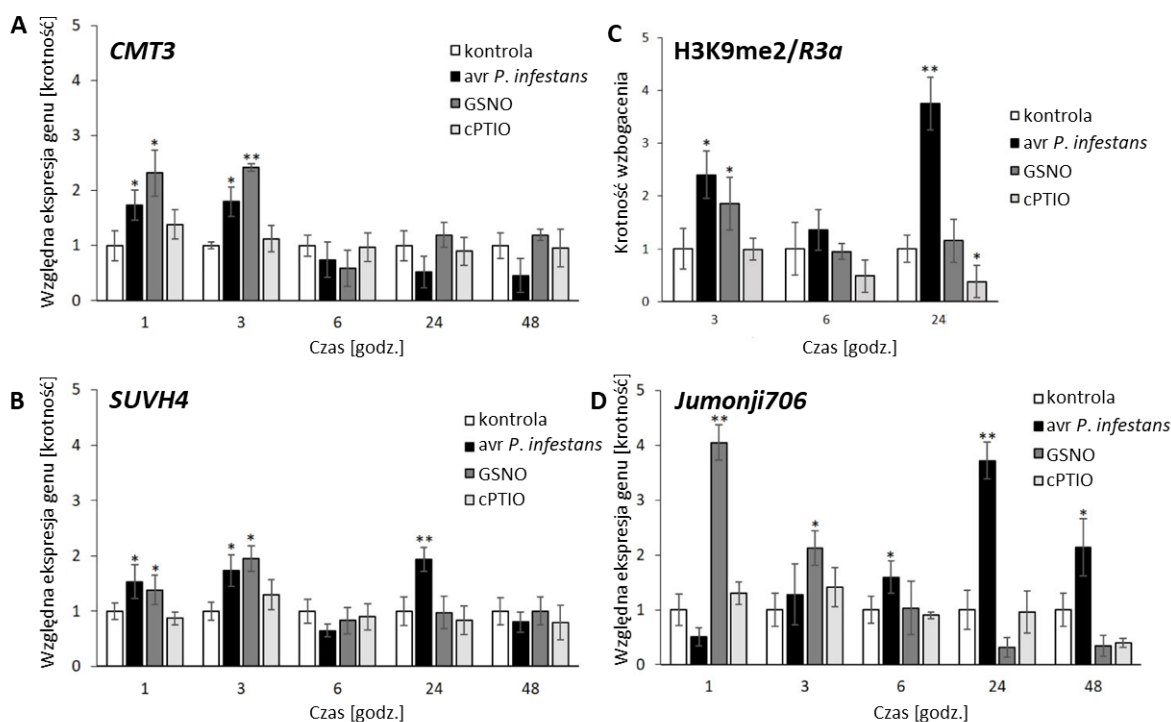 A
CMT3
Względna ekspresja genu [krotność]
5
4
3
2
1
0
kontrola
avr P. infestans
GSNO
cPTIO
*
*
*
**
1
3
6
24
48
Czas [godz.]
C
H3K9me2/R3a
Krotność wzbogacenia
5
4
3
2
1
0
kontrola
avr P. infestans
GSNO
cPTIO
*
*
**
*
3
6
24
Czas [godz.]
B
SUVH4
Względna ekspresja genu [krotność]
5
4
3
2
1
0
kontrola
avr P. infestans
GSNO
cPTIO
*
*
*
*
**
1
3
6
24
48
Czas [godz.]
D
Jumonji706
Względna ekspresja genu [krotność]
5
4
3
2
1
0
kontrola
avr P. infestans
GSNO
cPTIO
**
*
*
**
*
1
3
6
24
48
Czas [godz.]